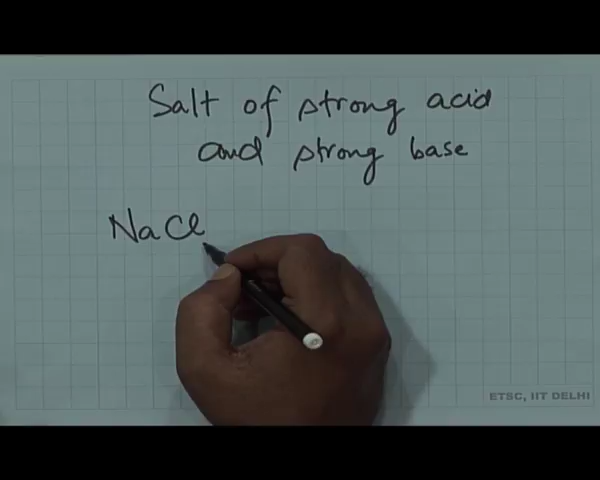 Salt of strong acid
and strong base
NaCl
ETSC, IIT DELHI